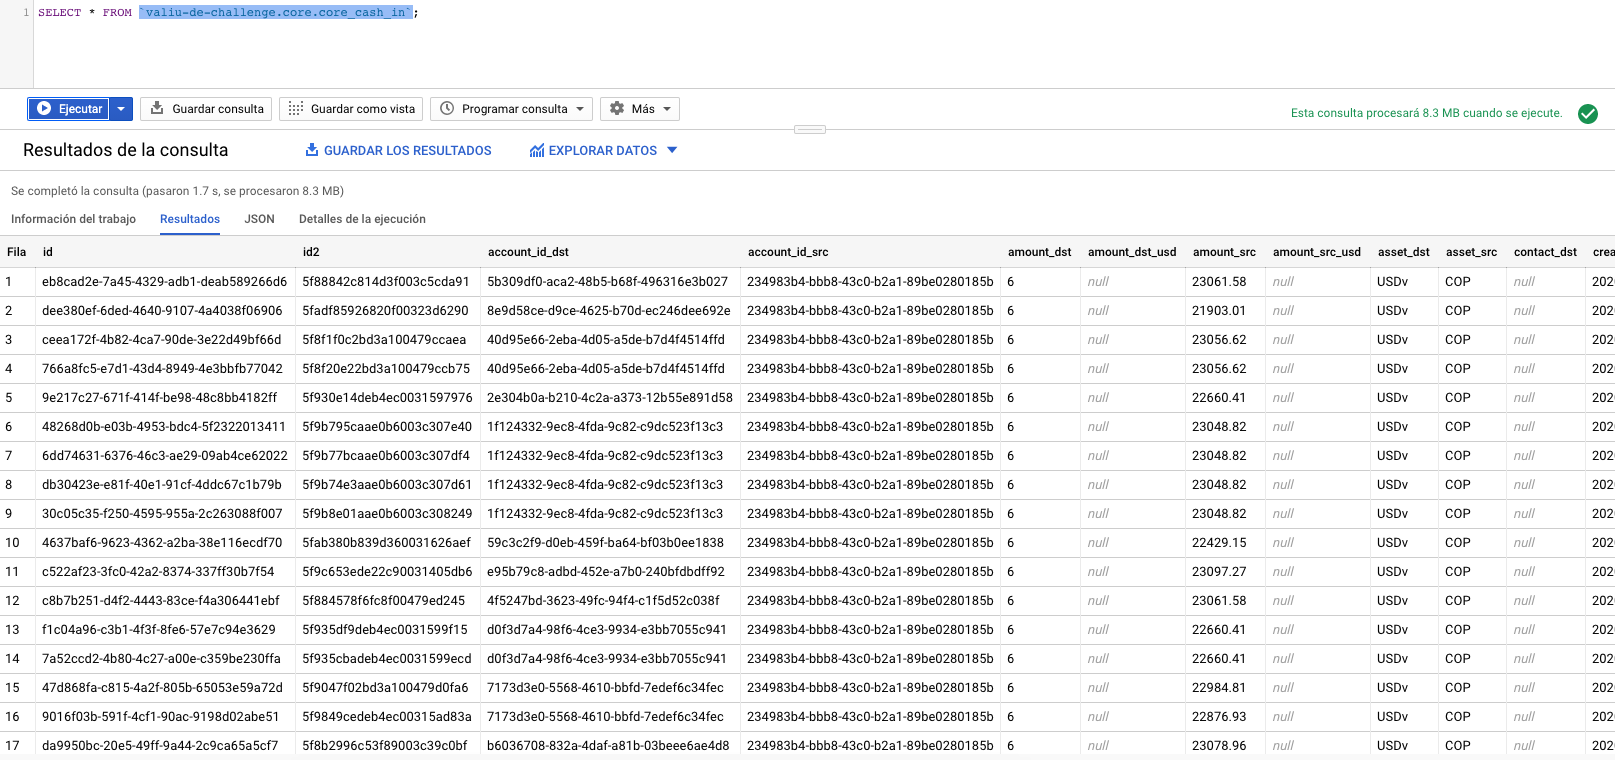 1 SELECT * FROM `valiu-de-challenge.core.core_cash_in`;
Ejecutar Guardar consulta Guardar como vista Programar consulta Más Esta consulta procesará 8.3 MB cuando se ejecute.
Resultados de la consulta GUARDAR LOS RESULTADOS EXPLORAR DATOS
Se completó la consulta (pasaron 1.7 s, se procesaron 8.3 MB)
Información del trabajo Resultados JSON Detalles de la ejecución
Fila id id2 account_id_dst account_id_src amount_dst amount_dst_usd amount_src amount_src_usd asset_dst asset_src contact_dst crea
1 eb8cad2e-7a45-4329-adb1-deab589266d6 5f88842c814d3f003c5cda91 5b309df0-aca2-48b5-b68f-496316e3b027 234983b4-bbb8-43c0-b2a1-89be0280185b 6 null 23061.58 null USDv COP null 202
2 dee380ef-6ded-4640-9107-4a4038f06906 5fadf85926820f00323d6290 8e9d58ce-d9ce-4625-b70d-ec246dee692e 234983b4-bbb8-43c0-b2a1-89be0280185b 6 null 21903.01 null USDv COP null 202
3 ceea172f-4b82-4ca7-90de-3e22d49bf66d 5f8f1f0c2bd3a100479ccaea 40d95e66-2eba-4d05-a5de-b7d4f4514ffd 234983b4-bbb8-43c0-b2a1-89be0280185b 6 null 23056.62 null USDv COP null 202
4 766a8fc5-e7d1-43d4-8949-4e3bbfb77042 5f8f20e22bd3a100479ccb75 40d95e66-2eba-4d05-a5de-b7d4f4514ffd 234983b4-bbb8-43c0-b2a1-89be0280185b 6 null 23056.62 null USDv COP null 202
5 9e217c27-671f-414f-be98-48c8bb4182ff 5f930e14deb4ec0031597976 2e304b0a-b210-4c2a-a373-12b55e891d58 234983b4-bbb8-43c0-b2a1-89be0280185b 6 null 22660.41 null USDv COP null 202
6 48268d0b-e03b-4953-bdc4-5f2322013411 5f9b795caae0b6003c307e40 1f124332-9ec8-4fda-9c82-c9dc523f13c3 234983b4-bbb8-43c0-b2a1-89be0280185b 6 null 23048.82 null USDv COP null 202
7 6dd74631-6376-46c3-ae29-09ab4ce62022 5f9b77bcaae0b6003c307df4 1f124332-9ec8-4fda-9c82-c9dc523f13c3 234983b4-bbb8-43c0-b2a1-89be0280185b 6 null 23048.82 null USDv COP null 202
8 db30423e-e81f-40e1-91cf-4ddc67c1b79b 5f9b74e3aae0b6003c307d61 1f124332-9ec8-4fda-9c82-c9dc523f13c3 234983b4-bbb8-43c0-b2a1-89be0280185b 6 null 23048.82 null USDv COP null 202
9 30c05c35-f250-4595-955a-2c263088f007 5f9b8e01aae0b6003c308249 1f124332-9ec8-4fda-9c82-c9dc523f13c3 234983b4-bbb8-43c0-b2a1-89be0280185b 6 null 23048.82 null USDv COP null 202
10 4637baf6-9623-4362-a2ba-38e116ecdf70 5fab380b839d360031626aef 59c3c2f9-d0eb-459f-ba64-bf03b0ee1838 234983b4-bbb8-43c0-b2a1-89be0280185b 6 null 22429.15 null USDv COP null 202
11 c522af23-3fc0-42a2-8374-337ff30b7f54 5f9c653ede22c90031405db6 e95b79c8-adbd-452e-a7b0-240bfdbdff92 234983b4-bbb8-43c0-b2a1-89be0280185b 6 null 23097.27 null USDv COP null 202
12 c8b7b251-d4f2-4443-83ce-f4a306441ebf 5f884578f6fc8f00479ed245 4f5247bd-3623-49fc-94f4-c1f5d52c038f 234983b4-bbb8-43c0-b2a1-89be0280185b 6 null 23061.58 null USDv COP null 202
13 f1c04a96-c3b1-4f3f-8fe6-57e7c94e3629 5f935df9deb4ec0031599f15 d0f3d7a4-98f6-4ce3-9934-e3bb7055c941 234983b4-bbb8-43c0-b2a1-89be0280185b 6 null 22660.41 null USDv COP null 202
14 7a52ccd2-4b80-4c27-a00e-c359be230ffa 5f935cbadeb4ec0031599ecd d0f3d7a4-98f6-4ce3-9934-e3bb7055c941 234983b4-bbb8-43c0-b2a1-89be0280185b 6 null 22660.41 null USDv COP null 202
15 47d868fa-c815-4a2f-805b-65053e59a72d 5f9047f02bd3a100479d0fa6 7173d3e0-5568-4610-bbfd-7edef6c34fec 234983b4-bbb8-43c0-b2a1-89be0280185b 6 null 22984.81 null USDv COP null 202
16 9016f03b-591f-4cf1-90ac-9198d02abe51 5f9849cedeb4ec00315ad83a 7173d3e0-5568-4610-bbfd-7edef6c34fec 234983b4-bbb8-43c0-b2a1-89be0280185b 6 null 22876.93 null USDv COP null 202
17 da9950bc-20e5-49ff-9a44-2c9ca65a5cf7 5f8b2996c53f89003c39c0bf b6036708-832a-4daf-a81b-03beee6ae4d8 234983b4-bbb8-43c0-b2a1-89be0280185b 6 null 23078.96 null USDv COP null 202